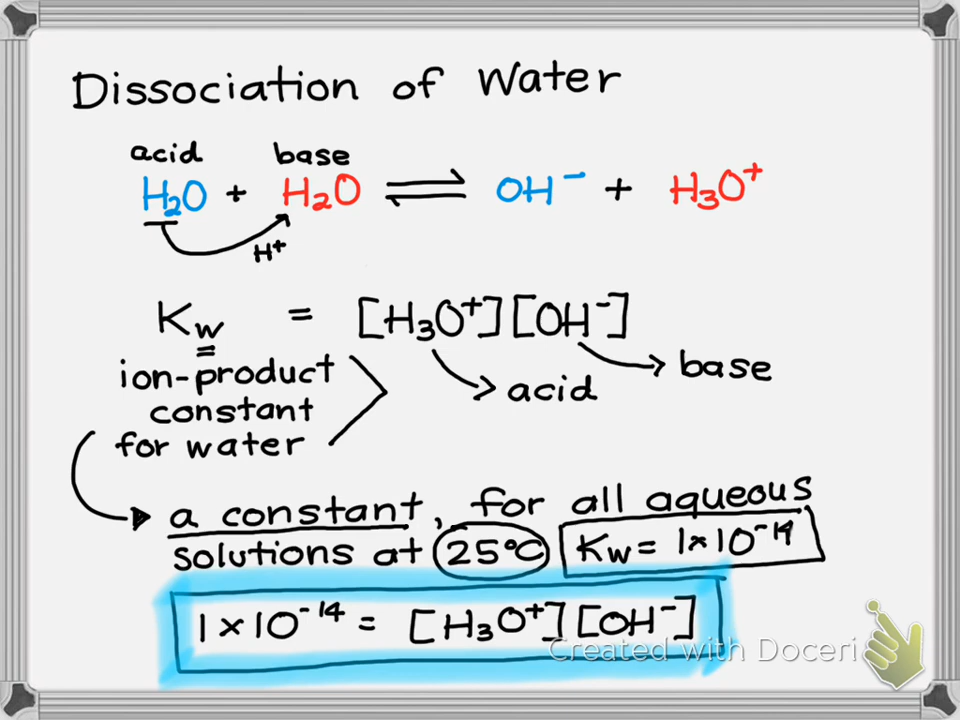 Dissociation of Water
acid base
H₂O + H₂O ⇌ OH⁻ + H₃O⁺
H⁺
Kw = [H₃O⁺][OH⁻]
ion-product
constant
for water
acid
base
a constant, for all aqueous
solutions at 25°C Kw = 1×10⁻¹⁴
1×10⁻¹⁴ = [H₃O⁺][OH⁻]
Created with Doceri